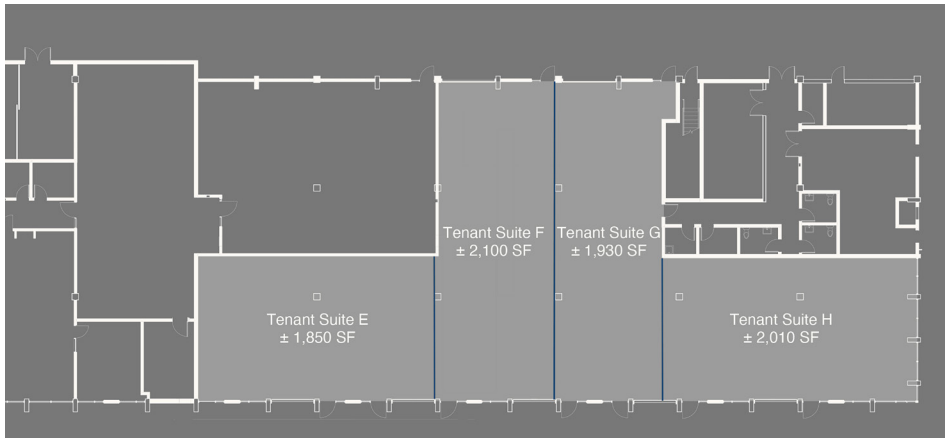 Tenant Suite F
± 2,100 SF
Tenant Suite G
± 1,930 SF
Tenant Suite E
± 1,850 SF
Tenant Suite H
± 2,010 SF